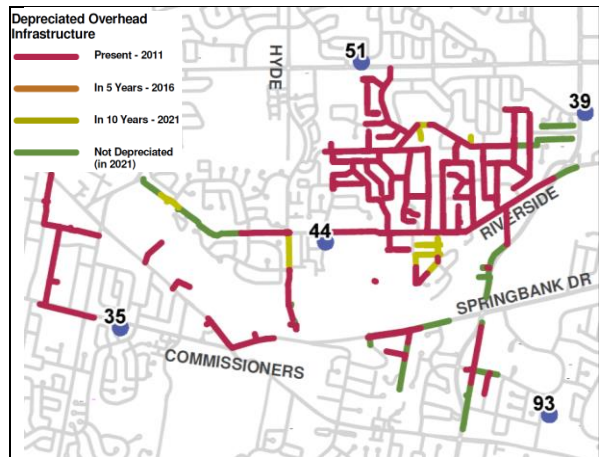 Depreciated Overhead
Infrastructure
Present - 2011
In 5 Years - 2016
In 10 Years - 2021
Not Depreciated
(in 2021)
HYDE
51
39
RIVERSIDE
44
SPRINGBANK DR
35
COMMISSIONERS
93